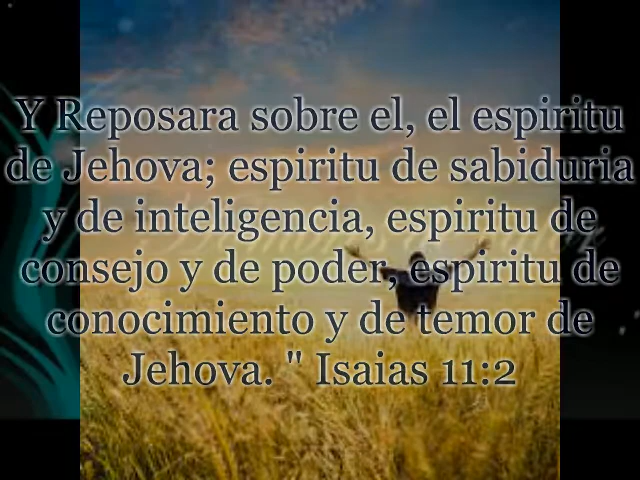 Y Reposara sobre el, el espiritu
de Jehova; espiritu de sabiduria
y de inteligencia, espiritu de
consejo y de poder, espiritu de
conocimiento y de temor de
Jehova. " Isaias 11:2